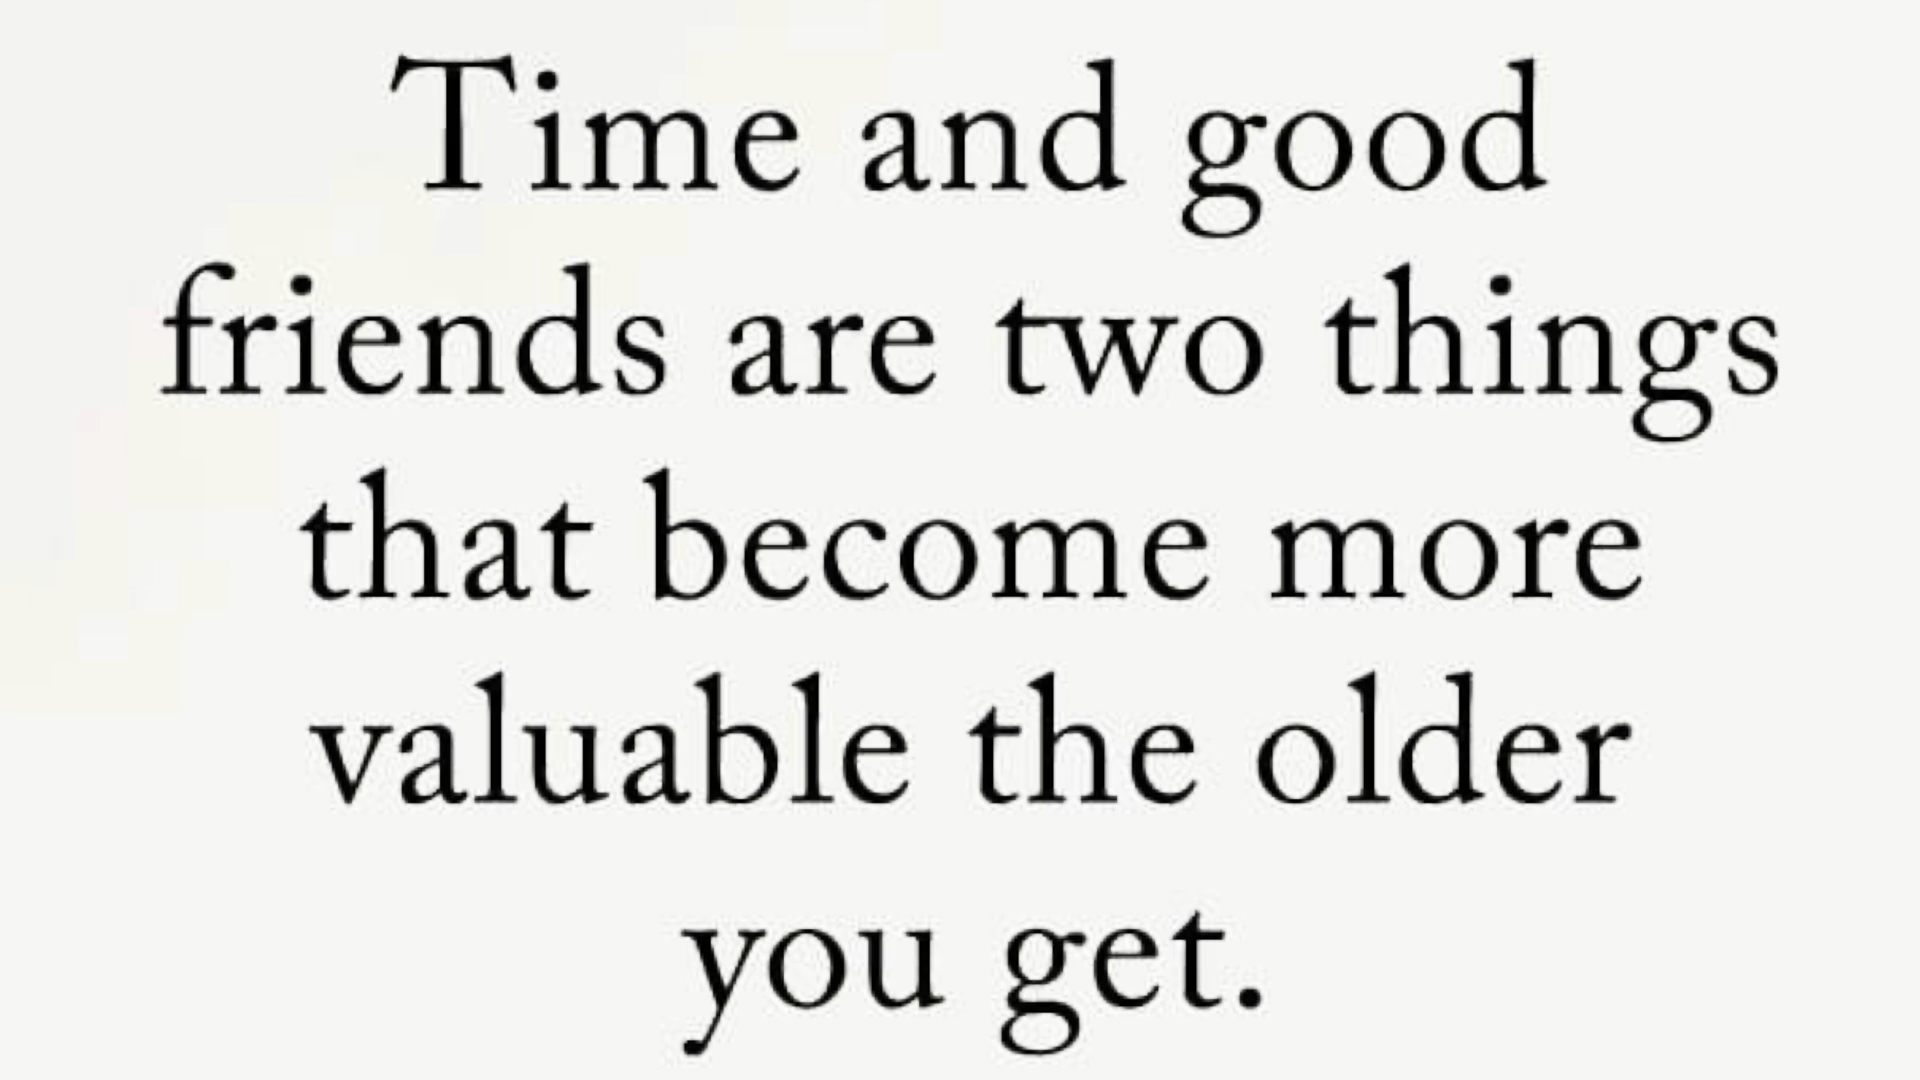 Time and good
friends are two things
that become more
valuable the older
you get.